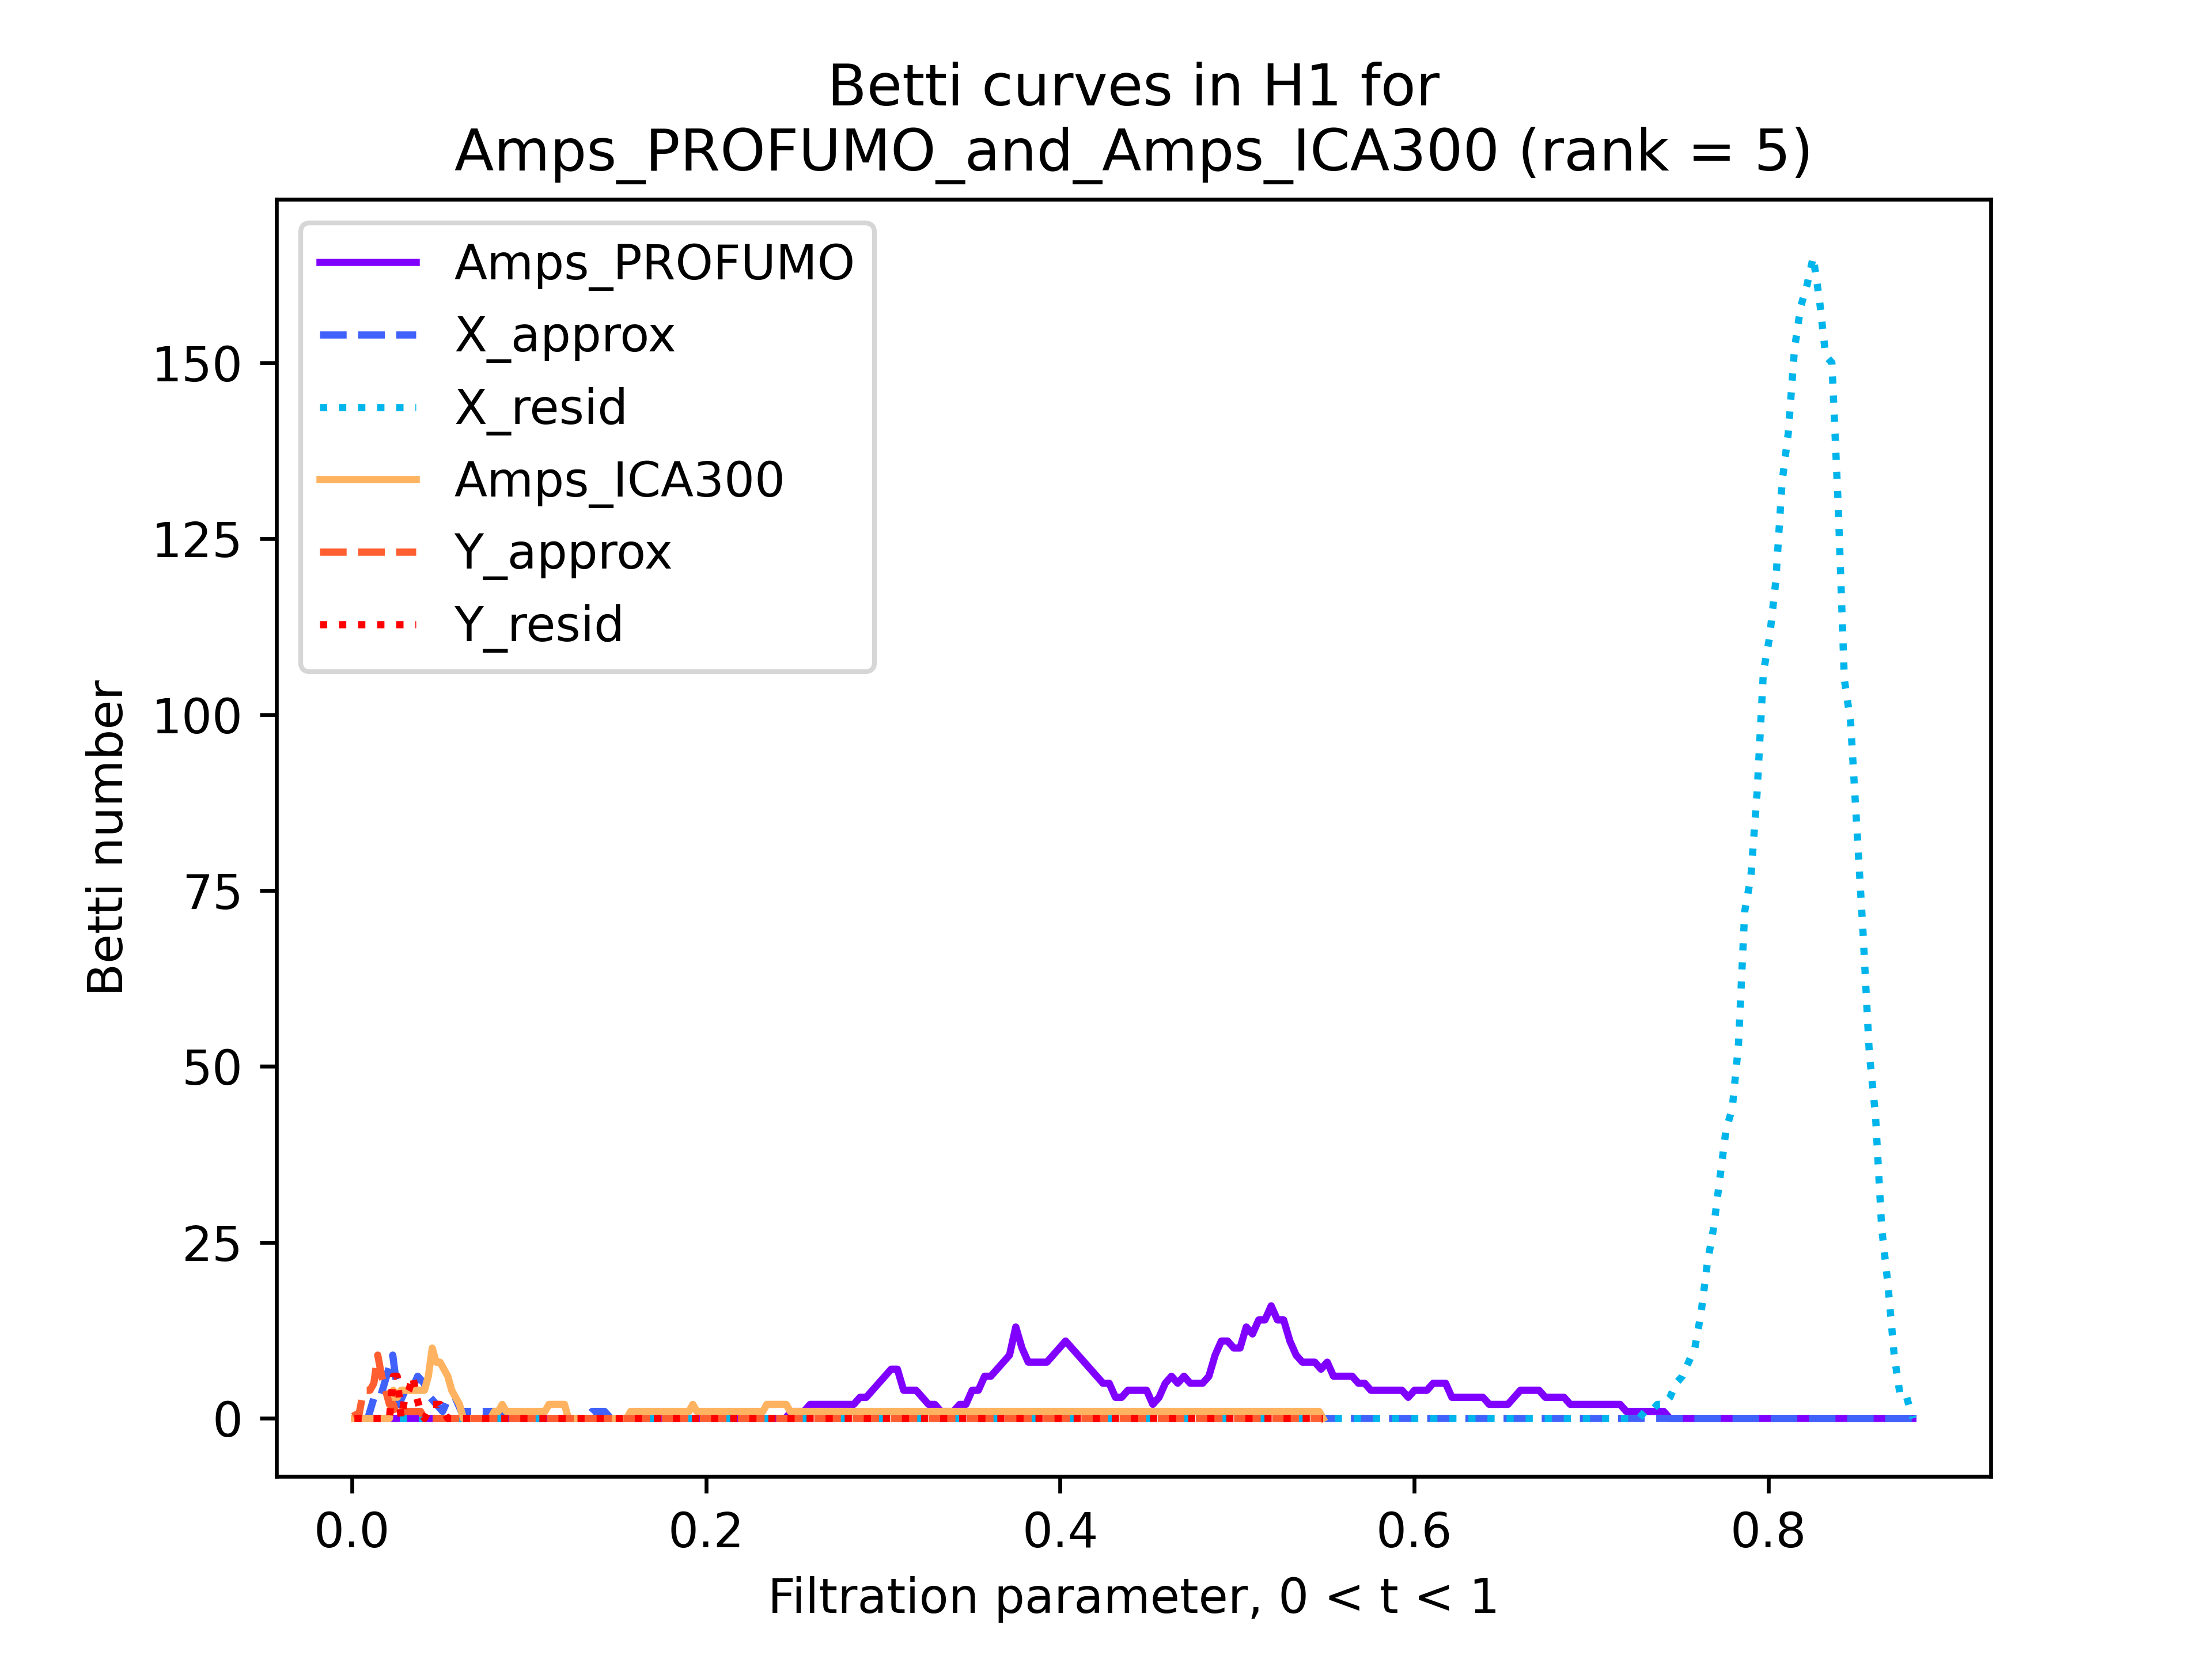 Betti curves in H1 for
Amps_PROFUMO_and_Amps_ICA300 (rank = 5)
Amps_PROFUMO
X_approx
X_resid
Amps_ICA300
Y_approx
Y_resid
Betti number
150
125
100
75
50
25
0
0.0 0.2 0.4 0.6 0.8
Filtration parameter, 0 < t < 1